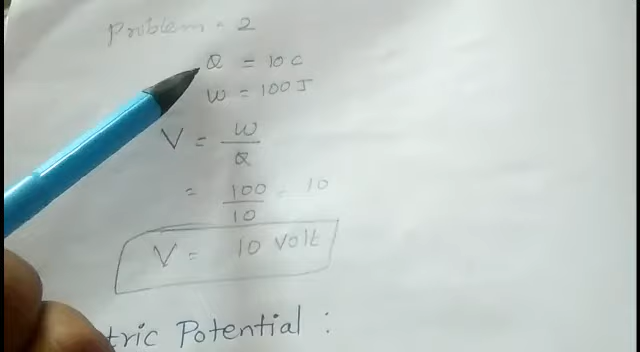 Problem - 2
Q = 10 C
W = 100 J
V = W/Q
= 100/10 = 10
V = 10 Volt
tric Potential :